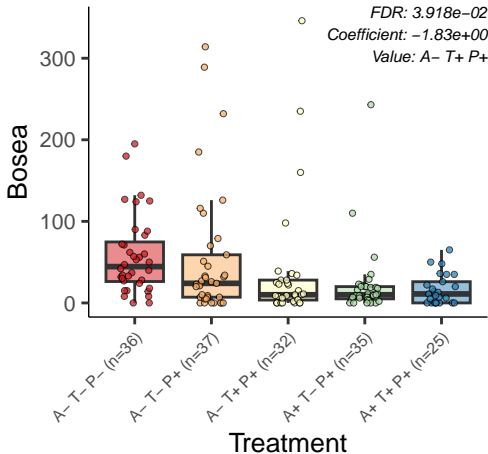 FDR: 3.918e−02
Coefficient: −1.83e+00
Value: A− T+ P+
300
200
100
0
Bosea
A− T− P− (n=36)
A− T− P+ (n=37)
A− T+ P+ (n=32)
A+ T− P+ (n=35)
A+ T+ P+ (n=25)
Treatment